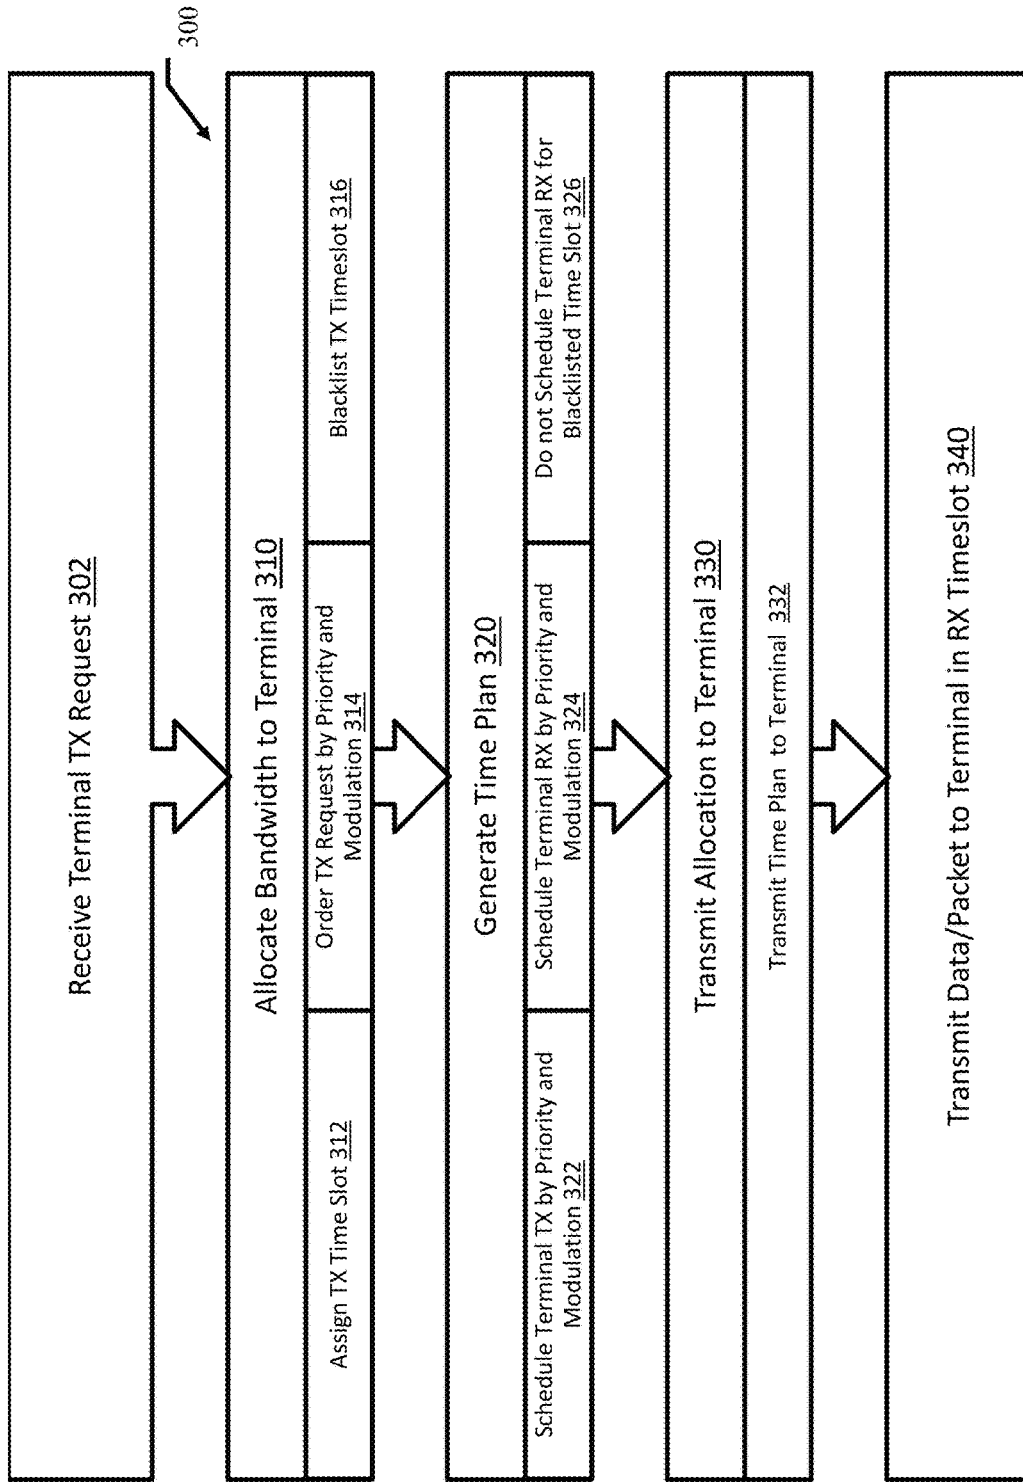 300
Receive Terminal TX Request 302
Allocate Bandwidth to Terminal 310
Assign TX Time Slot 312
Order TX Request by Priority and
Modulation 314
Blacklist TX Timeslot 316
Generate Time Plan 320
Schedule Terminal TX by Priority and
Modulation 322
Schedule Terminal RX by Priority and
Modulation 324
Do not Schedule Terminal RX for
Blacklisted Time Slot 326
Transmit Allocation to Terminal 330
Transmit Time Plan to Terminal 332
Transmit Data/Packet to Terminal in RX Timeslot 340